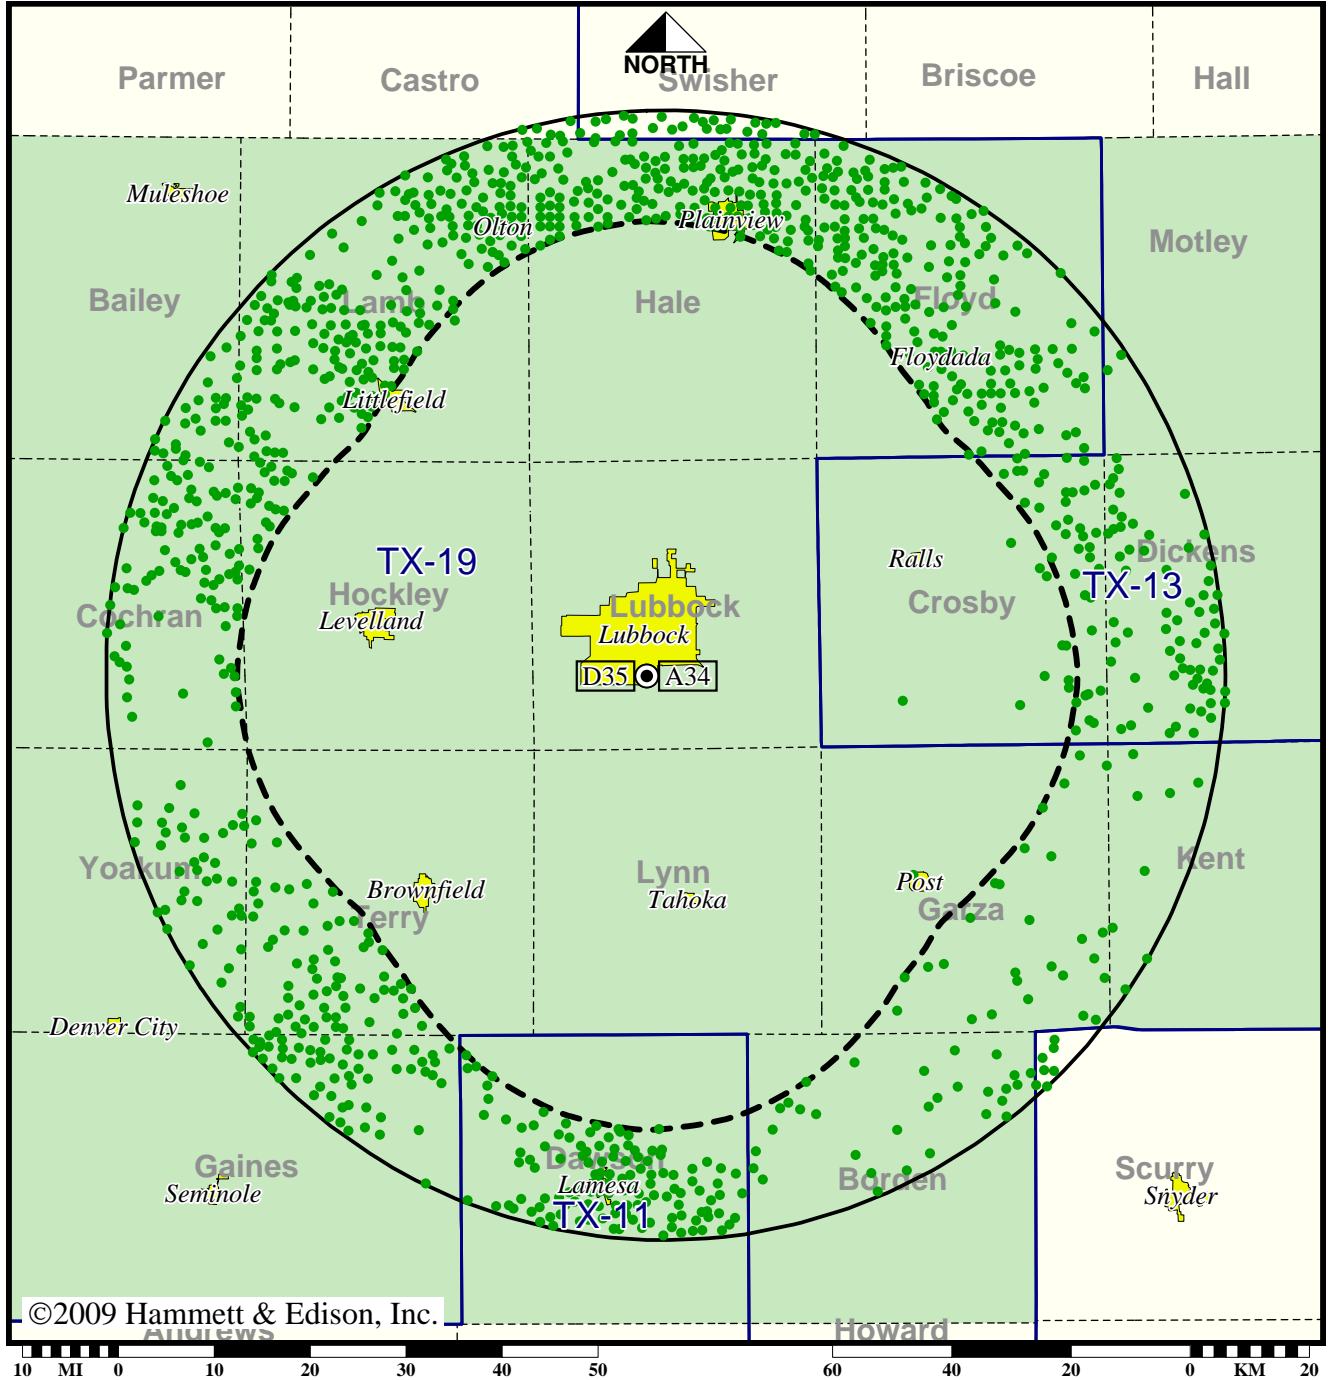 NORTH
Parmer
Castro
Swisher
Briscoe
Hall
Muleshoe
Olton
Plainview
Motley
Bailey
Lamb
Hale
Floyd
Floydada
Littlefield
TX-19
Ralls
Dickens
TX-13
Hockley
Lubbock
Crosby
Cochran
Levelland
Lubbock
D35 A34
Yoakum
Brownfield
Lynn
Post
Kent
Terry
Tahoka
Garza
Denver City
Gaines
Dawson
Borden
Scurry
Seminole
Lamesa
Snyder
TX-11
©2009 Hammett & Edison, Inc.
Andrews
Howard
10 MI 0 10 20 30 40 50 60 40 20 0 KM 20